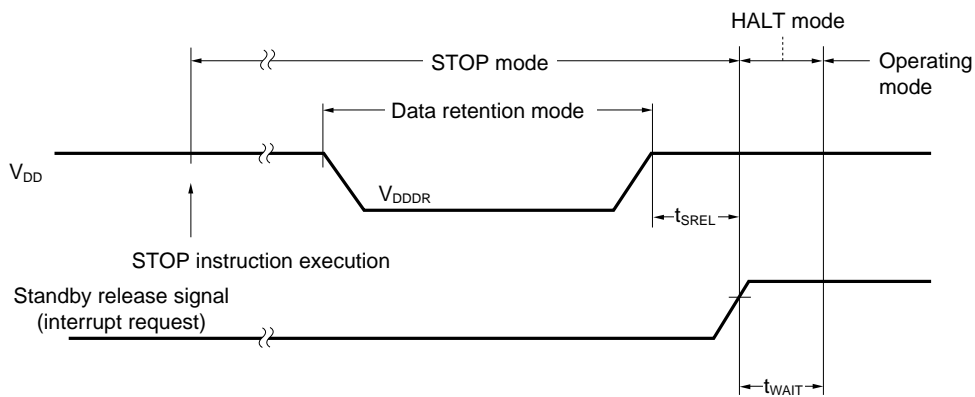 HALT mode
STOP mode
Operating
mode
Data retention mode
VDD
VDDDR
tSREL
STOP instruction execution
Standby release signal
(interrupt request)
tWAIT